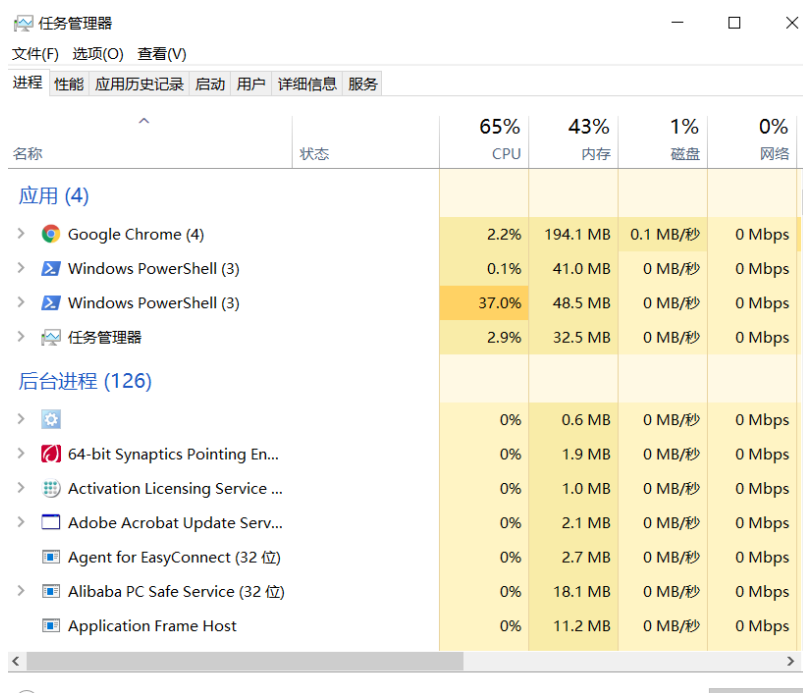 任务管理器
文件(F) 选项(O) 查看(V)
进程 性能 应用历史记录 启动 用户 详细信息 服务
65% 43% 1% 0%
名称 状态 CPU 内存 磁盘 网络
应用 (4)
Google Chrome (4) 2.2% 194.1 MB 0.1 MB/秒 0 Mbps
Windows PowerShell (3) 0.1% 41.0 MB 0 MB/秒 0 Mbps
Windows PowerShell (3) 37.0% 48.5 MB 0 MB/秒 0 Mbps
任务管理器 2.9% 32.5 MB 0 MB/秒 0 Mbps
后台进程 (126)
0% 0.6 MB 0 MB/秒 0 Mbps
64-bit Synaptics Pointing En... 0% 1.9 MB 0 MB/秒 0 Mbps
Activation Licensing Service ... 0% 1.0 MB 0 MB/秒 0 Mbps
Adobe Acrobat Update Serv... 0% 2.1 MB 0 MB/秒 0 Mbps
Agent for EasyConnect (32 位) 0% 2.7 MB 0 MB/秒 0 Mbps
Alibaba PC Safe Service (32 位) 0% 18.1 MB 0 MB/秒 0 Mbps
Application Frame Host 0% 11.2 MB 0 MB/秒 0 Mbps